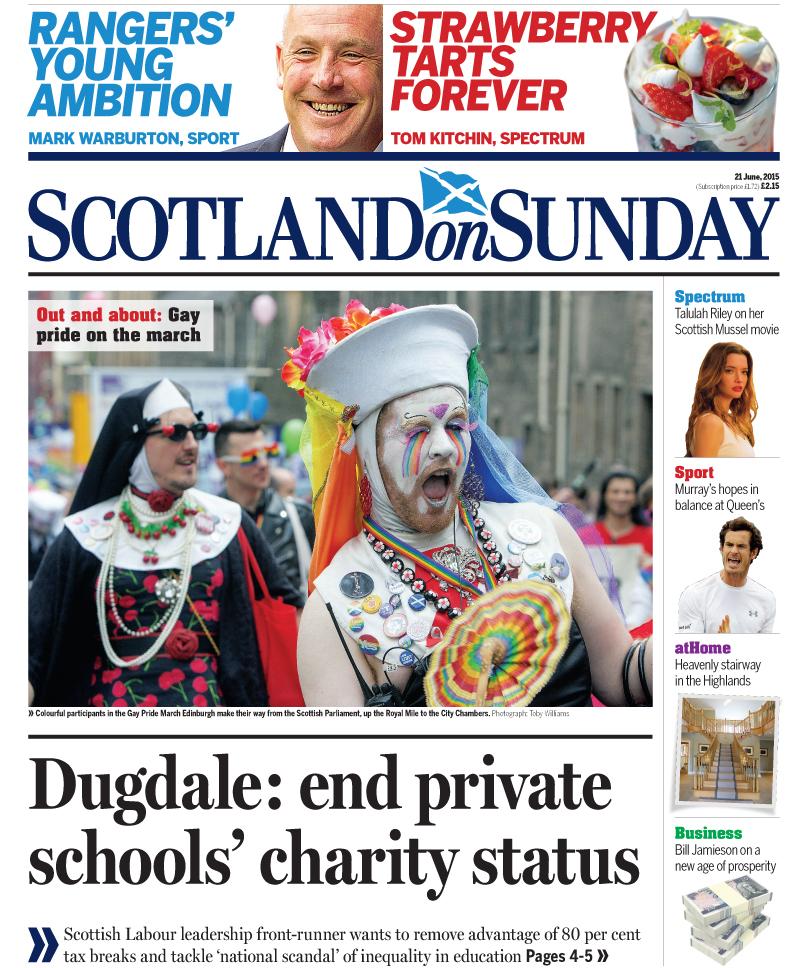 RANGERS'
YOUNG
AMBITION
MARK WARBURTON, SPORT
STRAWBERRY
TARTS
FOREVER
TOM KITCHIN, SPECTRUM
21 June, 2015
(Subscription price £1.72) £2.15
SCOTLAND on SUNDAY
Out and about: Gay
pride on the march
» Colourful participants in the Gay Pride March Edinburgh make their way from the Scottish Parliament, up the Royal Mile to the City Chambers. Photograph: Toby Williams
Dugdale: end private
schools' charity status
» Scottish Labour leadership front-runner wants to remove advantage of 80 per cent
tax breaks and tackle 'national scandal' of inequality in education Pages 4-5 »
Spectrum
Talulah Riley on her
Scottish Mussel movie
Sport
Murray's hopes in
balance at Queen's
atHome
Heavenly stairway
in the Highlands
Business
Bill Jamieson on a
new age of prosperity